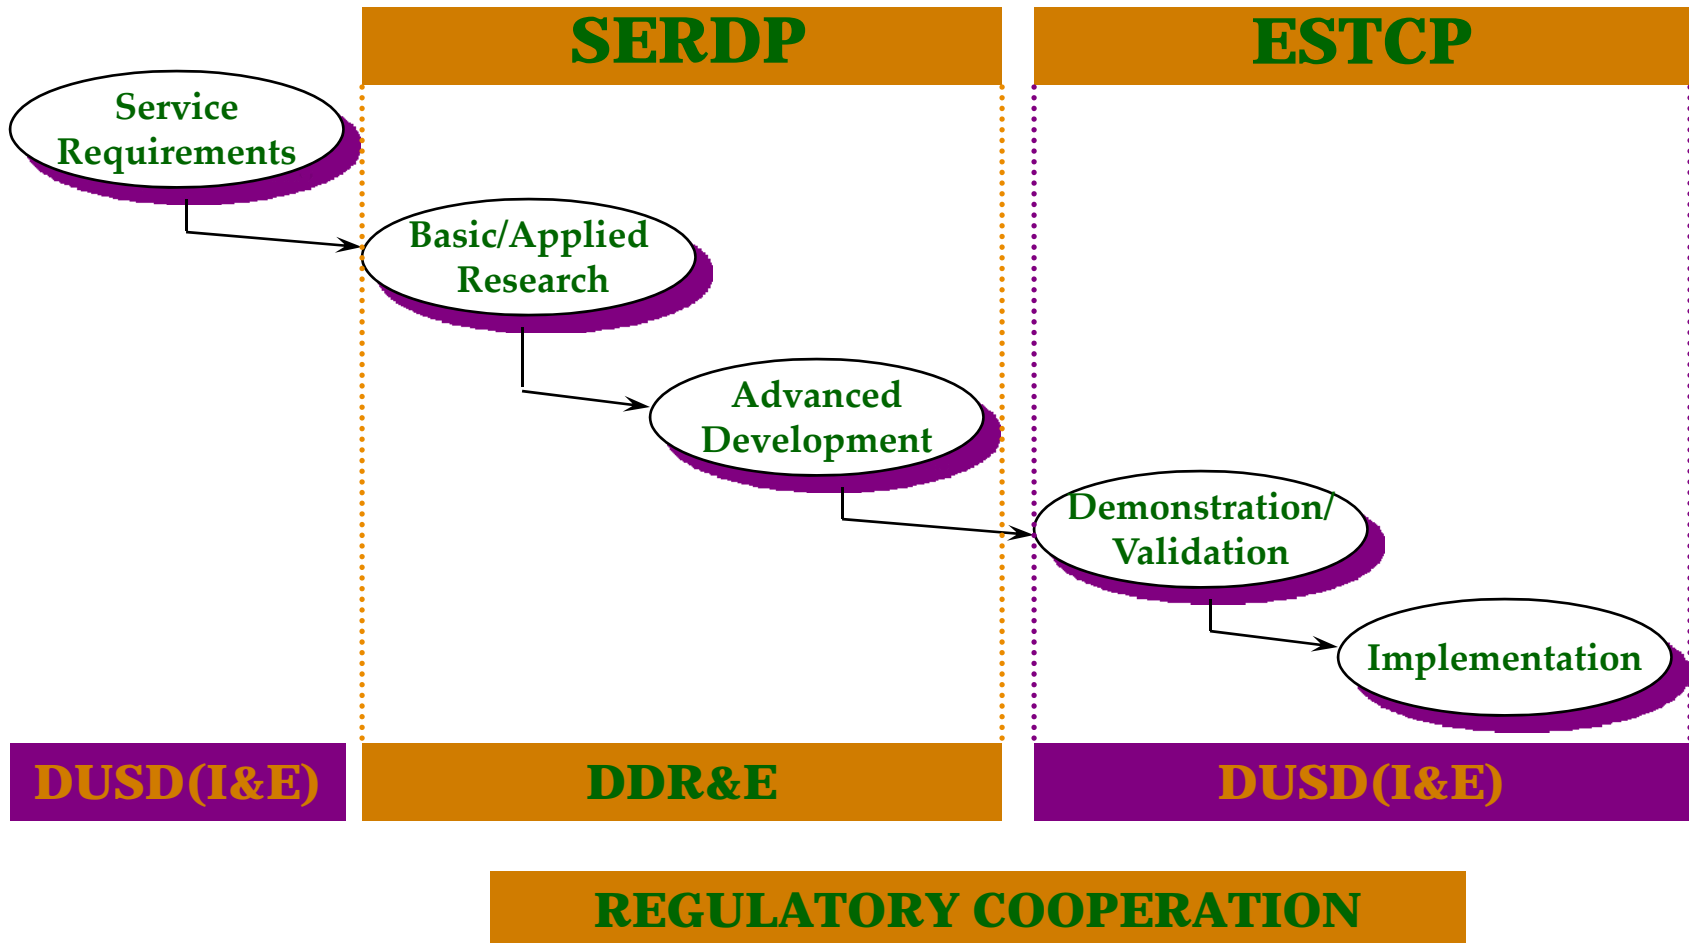 SERDP
ESTCP
Service
Requirements
Basic/Applied
Research
Advanced
Development
Demonstration/
Validation
Implementation
DUSD(I&E)
DDR&E
DUSD(I&E)
REGULATORY COOPERATION